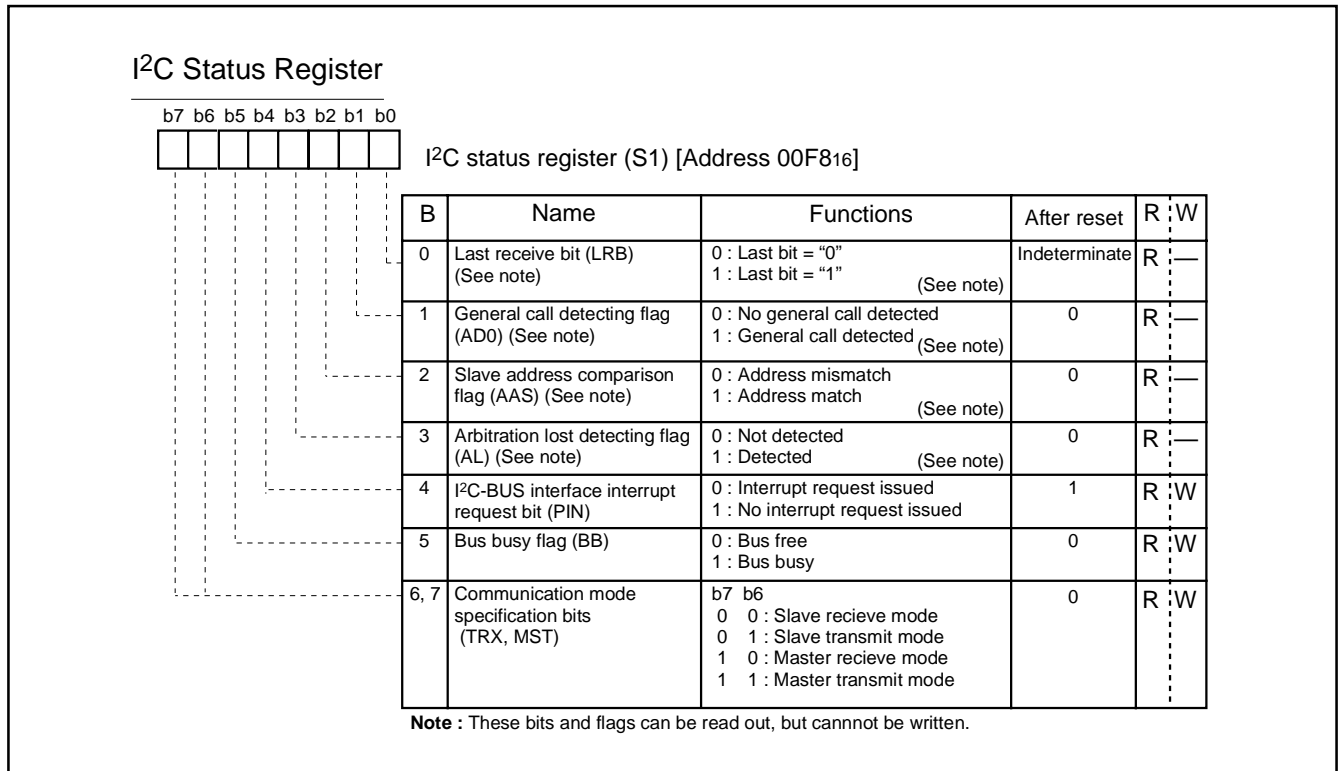 I²C Status Register
b7 b6 b5 b4 b3 b2 b1 b0
I²C status register (S1) [Address 00F8₁₆]
B Name Functions After reset R W
0 Last receive bit (LRB) (See note) 0 : Last bit = “0” 1 : Last bit = “1” (See note) Indeterminate R —
1 General call detecting flag (AD0) (See note) 0 : No general call detected 1 : General call detected (See note) 0 R —
2 Slave address comparison flag (AAS) (See note) 0 : Address mismatch 1 : Address match (See note) 0 R —
3 Arbitration lost detecting flag (AL) (See note) 0 : Not detected 1 : Detected (See note) 0 R —
4 I²C-BUS interface interrupt request bit (PIN) 0 : Interrupt request issued 1 : No interrupt request issued 1 R W
5 Bus busy flag (BB) 0 : Bus free 1 : Bus busy 0 R W
6, 7 Communication mode specification bits (TRX, MST) b7 b6 0 R W
0 0 : Slave recieve mode
0 1 : Slave transmit mode
1 0 : Master recieve mode
1 1 : Master transmit mode
Note : These bits and flags can be read out, but cannnot be written.